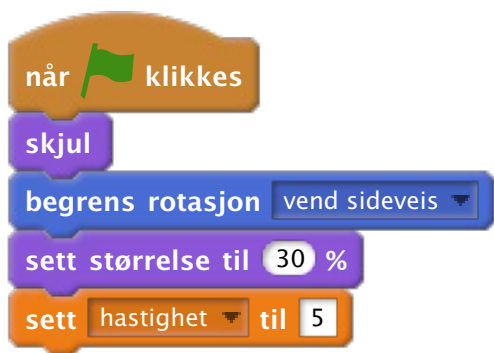 når klikkes
skjul
begrens rotasjon vend sideveis
sett størrelse til 30 %
sett hastighet til 5